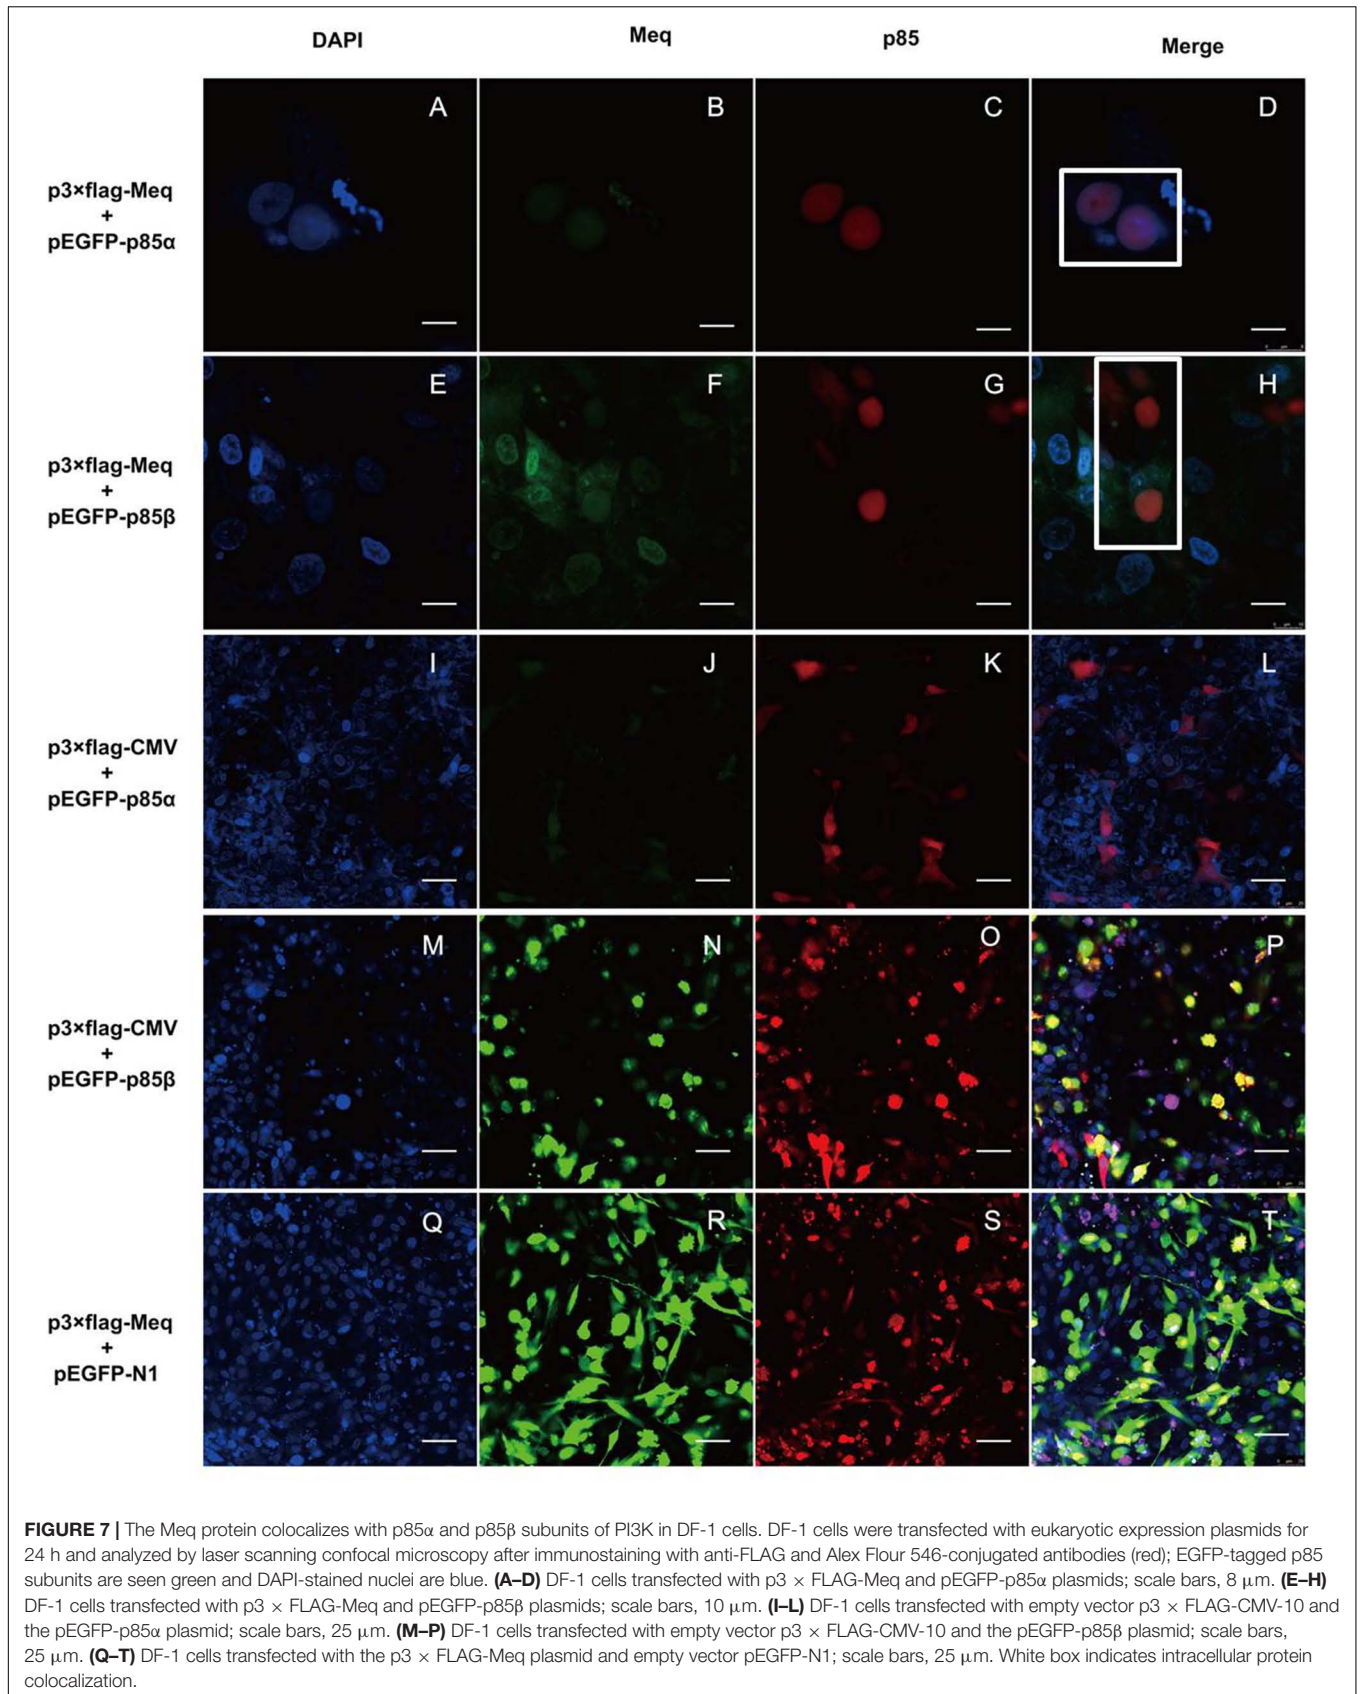 DAPI Meq p85 Merge
A B C D
p3×flag-Meq
+
pEGFP-p85α
E F G H
p3×flag-Meq
+
pEGFP-p85β
I J K L
p3×flag-CMV
+
pEGFP-p85α
M N O P
p3×flag-CMV
+
pEGFP-p85β
Q R S T
p3×flag-Meq
+
pEGFP-N1
FIGURE 7 | The Meq protein colocalizes with p85α and p85β subunits of PI3K in DF-1 cells. DF-1 cells were transfected with eukaryotic expression plasmids for
24 h and analyzed by laser scanning confocal microscopy after immunostaining with anti-FLAG and Alex Flour 546-conjugated antibodies (red); EGFP-tagged p85
subunits are seen green and DAPI-stained nuclei are blue. (A–D) DF-1 cells transfected with p3 × FLAG-Meq and pEGFP-p85α plasmids; scale bars, 8 μm. (E–H)
DF-1 cells transfected with p3 × FLAG-Meq and pEGFP-p85β plasmids; scale bars, 10 μm. (I–L) DF-1 cells transfected with empty vector p3 × FLAG-CMV-10 and
the pEGFP-p85α plasmid; scale bars, 25 μm. (M–P) DF-1 cells transfected with empty vector p3 × FLAG-CMV-10 and the pEGFP-p85β plasmid; scale bars,
25 μm. (Q–T) DF-1 cells transfected with the p3 × FLAG-Meq plasmid and empty vector pEGFP-N1; scale bars, 25 μm. White box indicates intracellular protein
colocalization.